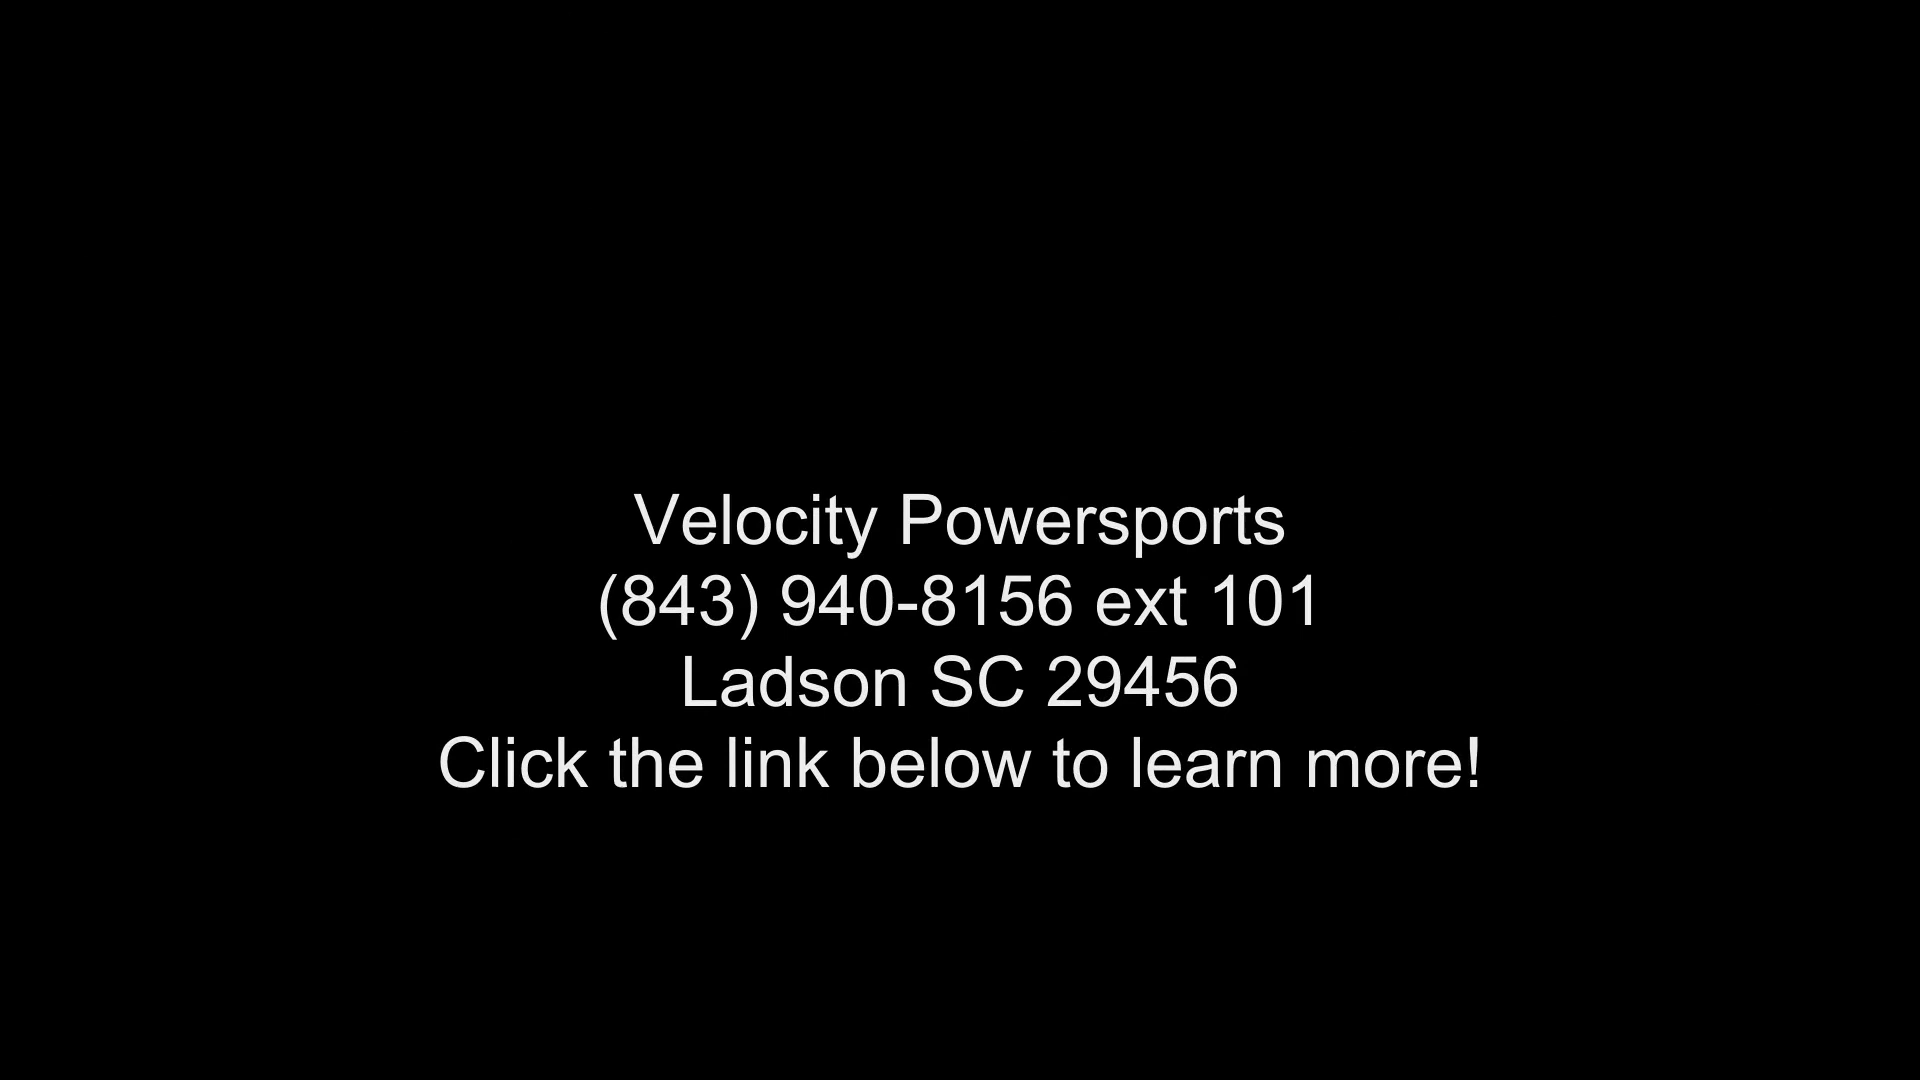 Velocity Powersports
(843) 940-8156 ext 101
Ladson SC 29456
Click the link below to learn more!